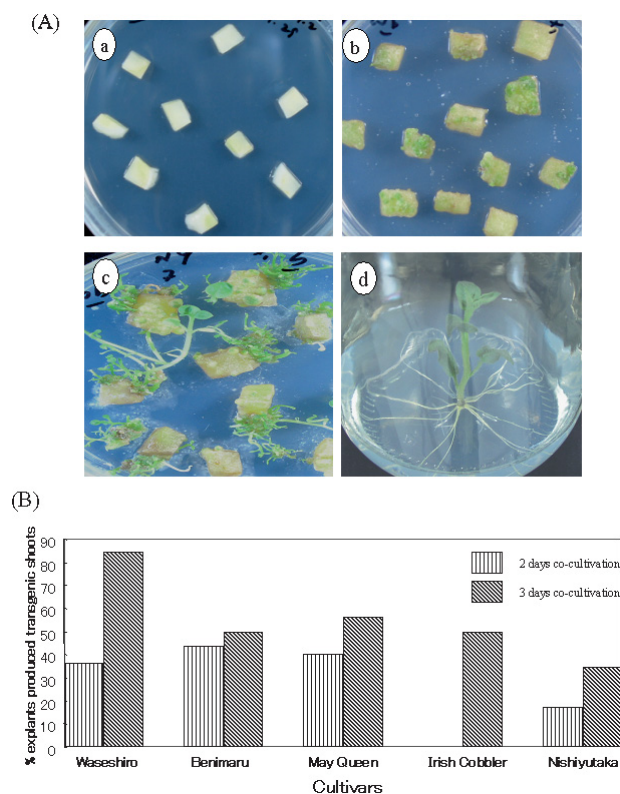 (A)
a
b
c
d
(B)
% explants produced transgenic shoots
90
80
70
60
50
40
30
20
10
0
2 days co-cultivation
3 days co-cultivation
Waseshiro
Benimaru
May Queen
Irish Cobbler
Nishiyutaka
Cultivars